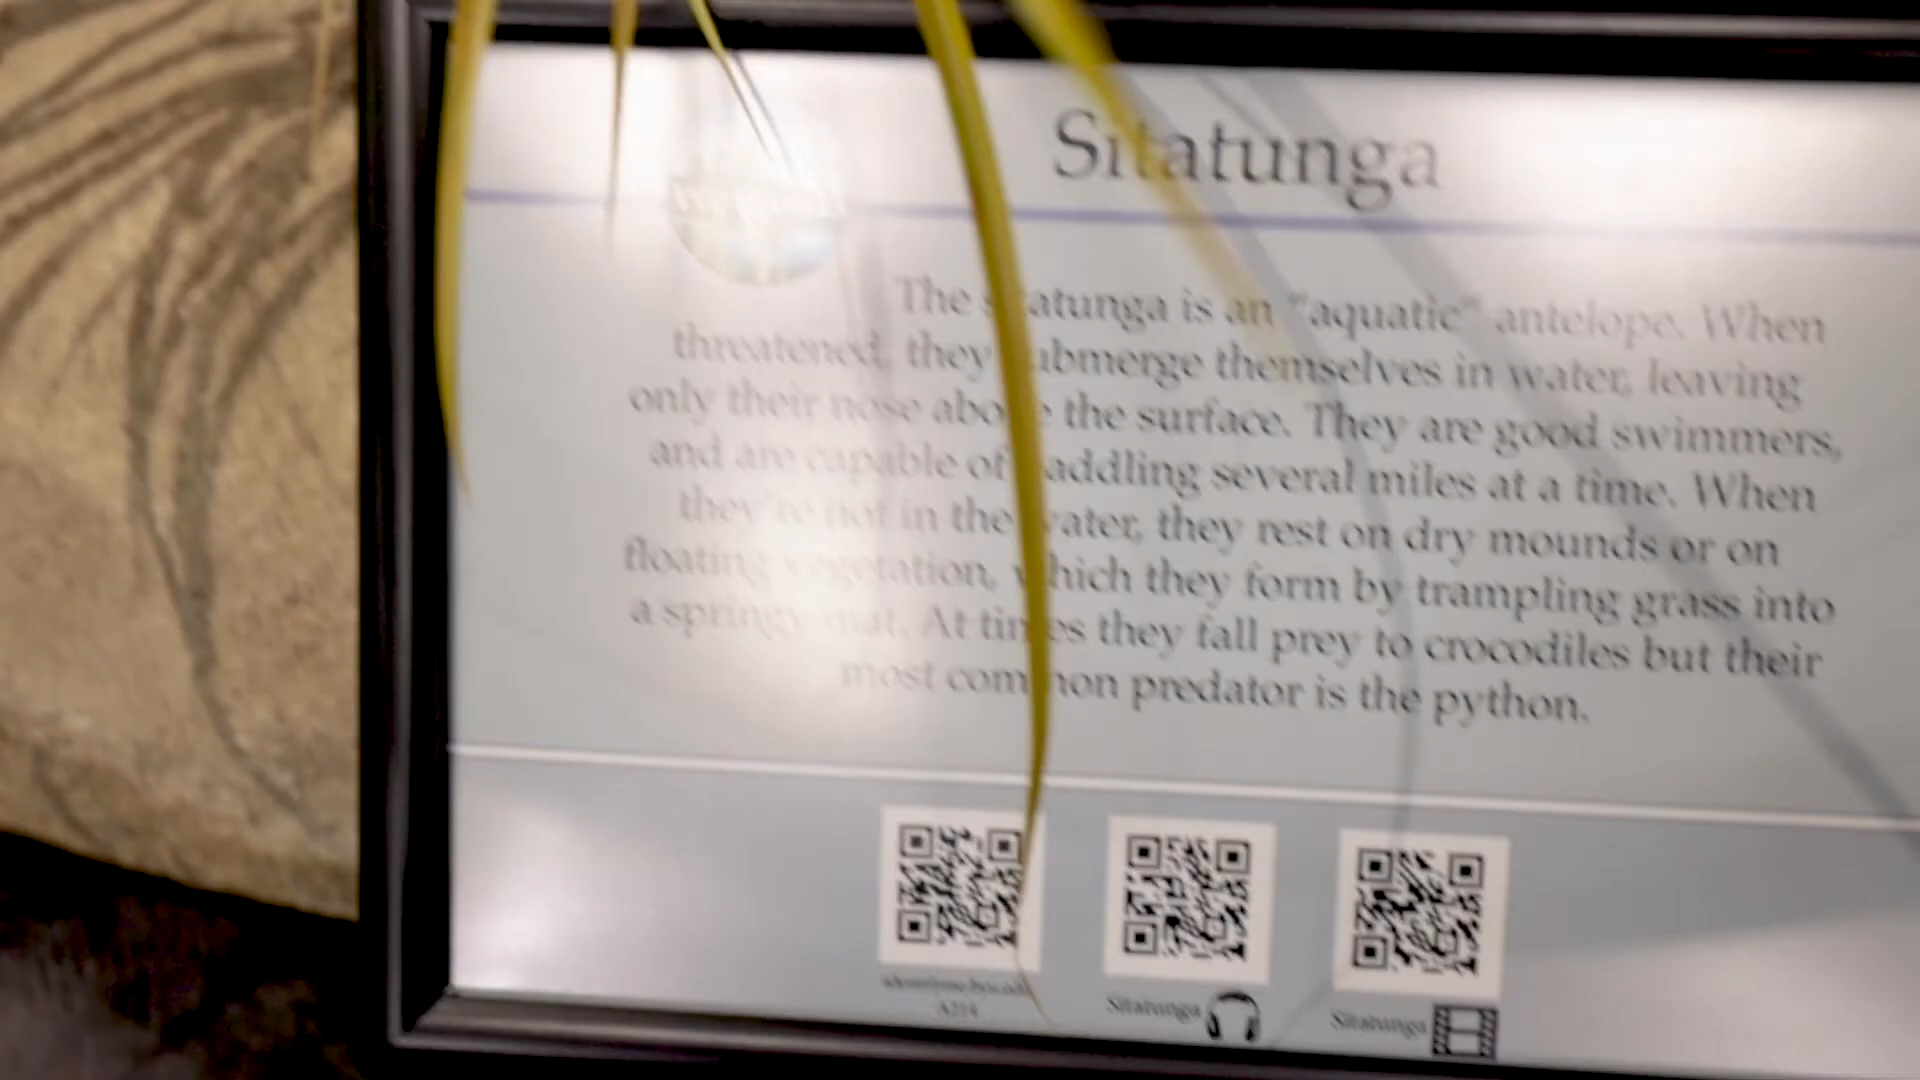 Sitatunga
The sitatunga is an "aquatic" antelope. When
threatened, they submerge themselves in water, leaving
only their nose above the surface. They are good swimmers,
and are capable of paddling several miles at a time. When
they're not in the water, they rest on dry mounds or on
floating vegetation, which they form by trampling grass into
a springy mat. At times they fall prey to crocodiles but their
most common predator is the python.
A214
Sitatunga
Sitatunga